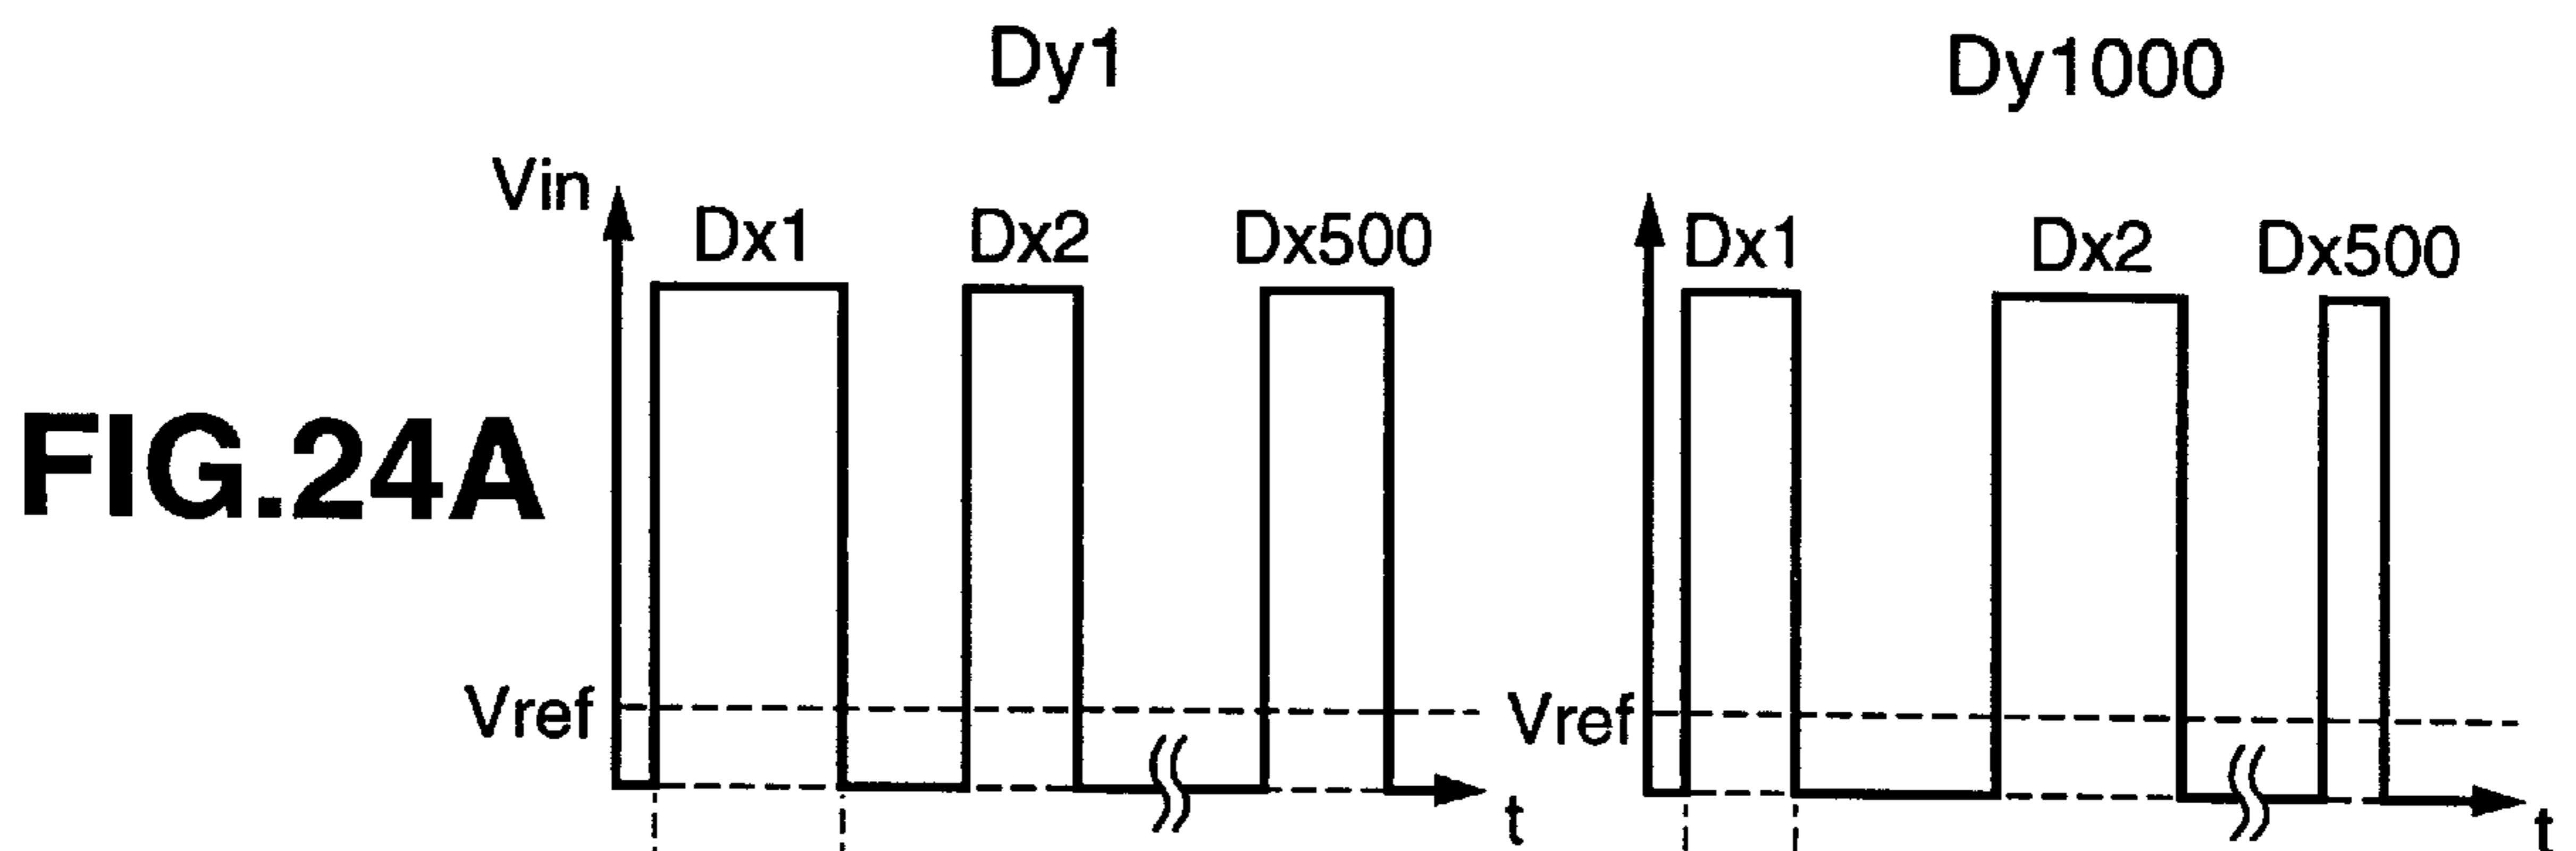 Dy1
Dy1000
Vin
Dx1
Dx2
Dx500
Dx1
Dx2
Dx500
FIG.24A
Vref
Vref
t
t